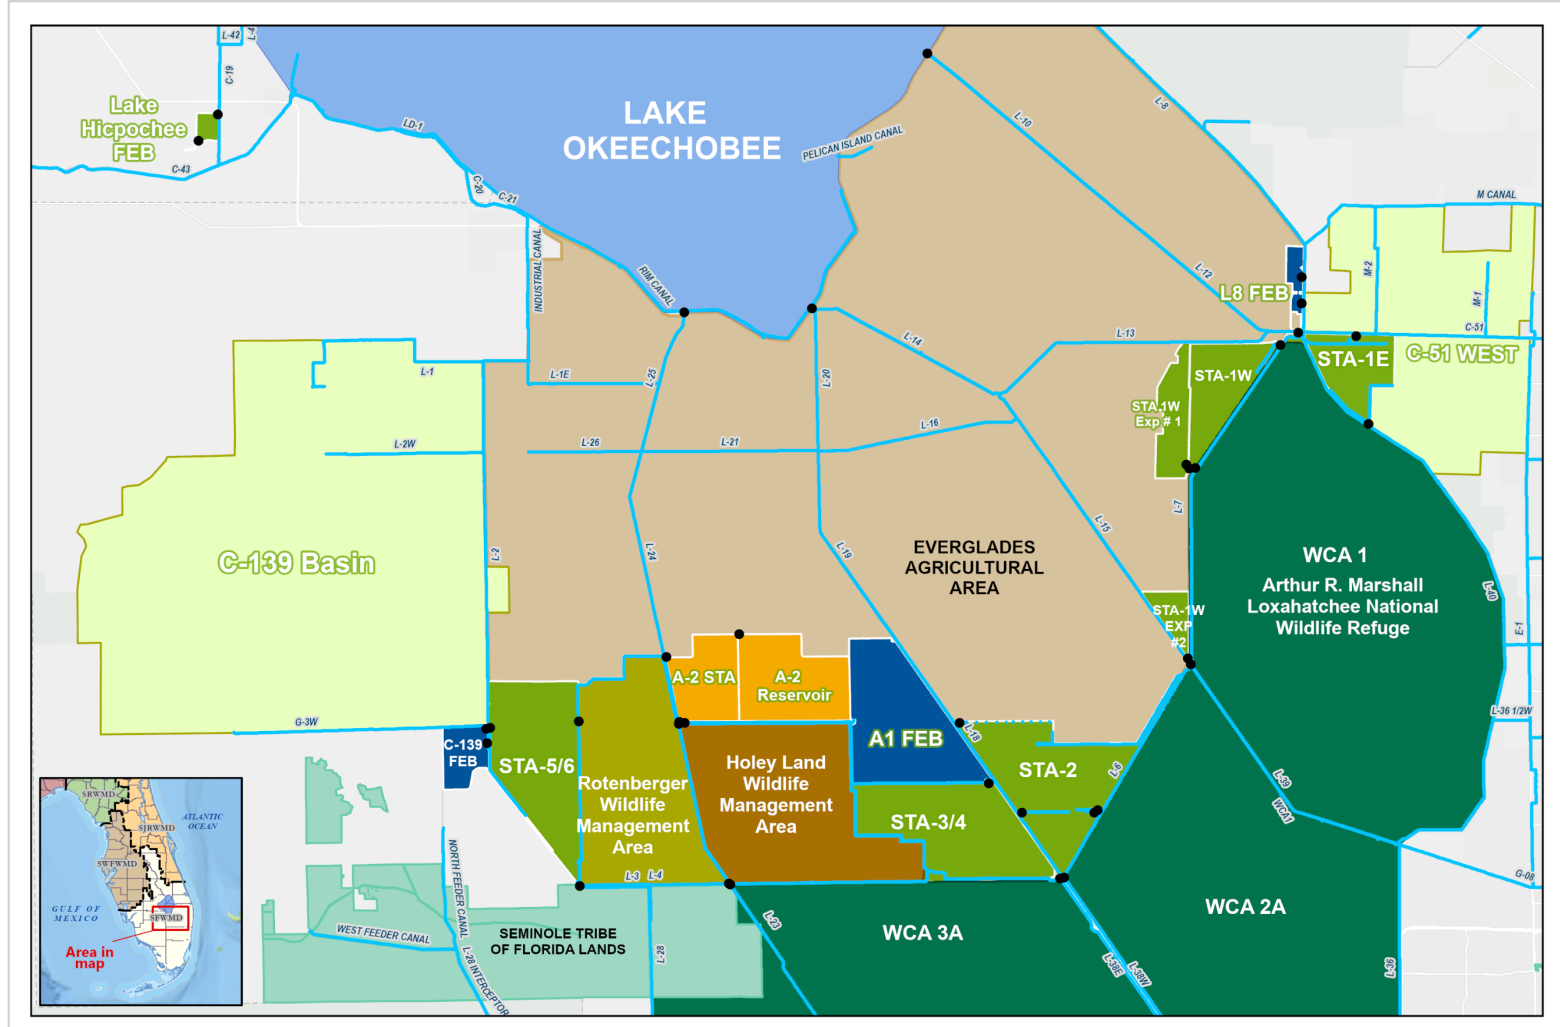 L-42
L-4
C-19
Lake
Hicpochee
FEB
C-43
LD-1
C-20
C-21
LAKE
OKEECHOBEE
PELICAN ISLAND CANAL
L-10
L-8
M CANAL
INDUSTRIAL CANAL
RIM CANAL
L-12
L8 FEB
M-2
M-1
C-51
C-51 WEST
L-14
L-13
STA-1E
STA-1W
STA-1W
Exp # 1
L-1
L-1E
L-25
L-20
L-2W
L-26
L-21
L-16
L-7
L-15
C-139 Basin
L-2
L-24
L-19
EVERGLADES
AGRICULTURAL
AREA
WCA 1
Arthur R. Marshall
Loxahatchee National
Wildlife Refuge
L-40
E-1
STA-1W
EXP
#2
A-2 STA
A-2
Reservoir
G-3W
C-139
FEB
STA-5/6
Rotenberger
Wildlife
Management
Area
Holey Land
Wildlife
Management
Area
A1 FEB
L-18
STA-2
L-6
STA-3/4
L-36 1/2W
L-39
WCA1
G-08
L-3
L-4
NORTH FEEDER CANAL
WEST FEEDER CANAL
L-28 INTERCEPTOR
SEMINOLE TRIBE
OF FLORIDA LANDS
L-28
L-23
WCA 3A
L-38E
L-38W
WCA 2A
L-36
SRWMD
SJRWMD
SWFWMD
SFWMD
ATLANTIC
OCEAN
GULF OF
MEXICO
Area in
map